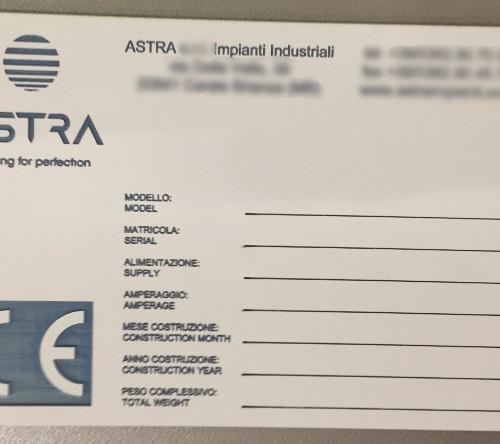 ASTRA Impianti Industriali
STRA
ng for perfection
MODELLO:
MODEL
MATRICOLA:
SERIAL
ALIMENTAZIONE:
SUPPLY
AMPERAGGIO:
AMPERAGE
MESE COSTRUZIONE:
CONSTRUCTION MONTH
ANNO COSTRUZIONE:
CONSTRUCTION YEAR
PESO COMPLESSIVO:
TOTAL WEIGHT
CE